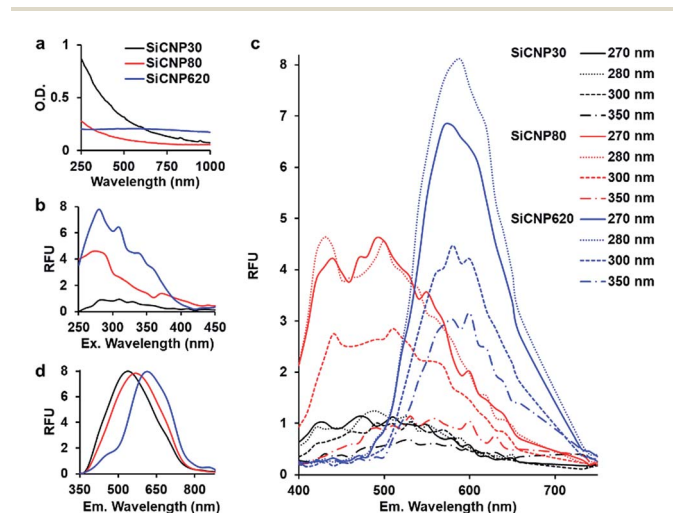 a
1
0.5
0
O.D.
250 500 750 1000
Wavelength (nm)
SiCNP30
SiCNP80
SiCNP620
b
8
6
4
2
0
RFU
250 300 350 400 450
Ex. Wavelength (nm)
d
8
6
4
2
0
RFU
350 500 650 800
Em. Wavelength (nm)
c
8
7
6
5
4
3
2
1
0
RFU
400 500 600 700
Em. Wavelength (nm)
SiCNP30 270 nm
280 nm
300 nm
350 nm
SiCNP80 270 nm
280 nm
300 nm
350 nm
SiCNP620 270 nm
280 nm
300 nm
350 nm